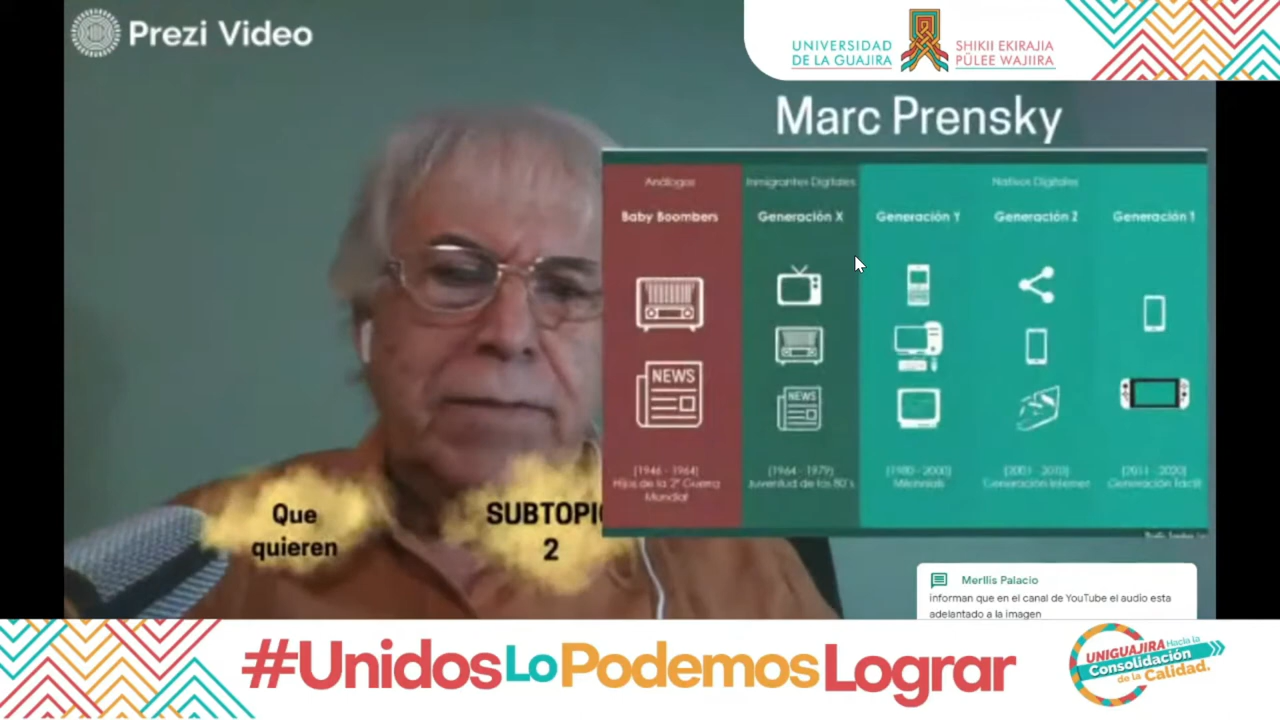 Prezi Video
UNIVERSIDAD
DE LA GUAJIRA
SHIKII EKIRAJIA
PÜLEE WAJIIRA
Marc Prensky
Análogos
Inmigrantes Digitales
Nativos Digitales
Baby Boombers
Generación X
Generación Y
Generación Z
Generación 1
NEWS
NEWS
(1946 - 1964)
Hijos de la 2ª Guerra
Mundial
(1964 - 1979)
Juventud de los 80's
(1980 - 2000)
Milennials
(2001 - 2010)
Generación Internet
(2011 - 2020)
Generación Táctil
Que
quieren
SUBTOPIC
2
Merllis Palacio
informan que en el canal de YouTube el audio esta
adelantado a la imagen
#UnidosLoPodemosLograr
UNIGUAJIRA Hacia la
Consolidación
de la Calidad.